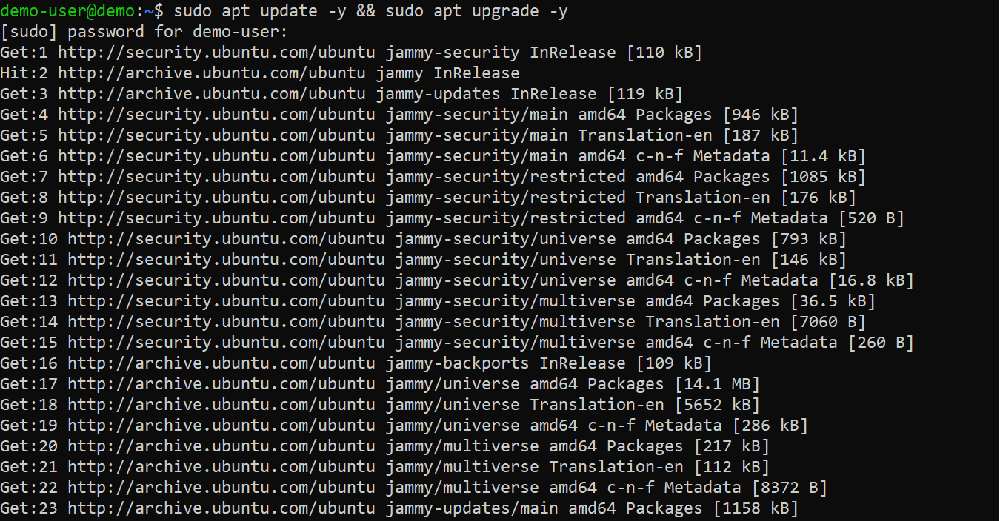 demo-user@demo:~$ sudo apt update -y && sudo apt upgrade -y
[sudo] password for demo-user:
Get:1 http://security.ubuntu.com/ubuntu jammy-security InRelease [110 kB]
Hit:2 http://archive.ubuntu.com/ubuntu jammy InRelease
Get:3 http://archive.ubuntu.com/ubuntu jammy-updates InRelease [119 kB]
Get:4 http://security.ubuntu.com/ubuntu jammy-security/main amd64 Packages [946 kB]
Get:5 http://security.ubuntu.com/ubuntu jammy-security/main Translation-en [187 kB]
Get:6 http://security.ubuntu.com/ubuntu jammy-security/main amd64 c-n-f Metadata [11.4 kB]
Get:7 http://security.ubuntu.com/ubuntu jammy-security/restricted amd64 Packages [1085 kB]
Get:8 http://security.ubuntu.com/ubuntu jammy-security/restricted Translation-en [176 kB]
Get:9 http://security.ubuntu.com/ubuntu jammy-security/restricted amd64 c-n-f Metadata [520 B]
Get:10 http://security.ubuntu.com/ubuntu jammy-security/universe amd64 Packages [793 kB]
Get:11 http://security.ubuntu.com/ubuntu jammy-security/universe Translation-en [146 kB]
Get:12 http://security.ubuntu.com/ubuntu jammy-security/universe amd64 c-n-f Metadata [16.8 kB]
Get:13 http://security.ubuntu.com/ubuntu jammy-security/multiverse amd64 Packages [36.5 kB]
Get:14 http://security.ubuntu.com/ubuntu jammy-security/multiverse Translation-en [7060 B]
Get:15 http://security.ubuntu.com/ubuntu jammy-security/multiverse amd64 c-n-f Metadata [260 B]
Get:16 http://archive.ubuntu.com/ubuntu jammy-backports InRelease [109 kB]
Get:17 http://archive.ubuntu.com/ubuntu jammy/universe amd64 Packages [14.1 MB]
Get:18 http://archive.ubuntu.com/ubuntu jammy/universe Translation-en [5652 kB]
Get:19 http://archive.ubuntu.com/ubuntu jammy/universe amd64 c-n-f Metadata [286 kB]
Get:20 http://archive.ubuntu.com/ubuntu jammy/multiverse amd64 Packages [217 kB]
Get:21 http://archive.ubuntu.com/ubuntu jammy/multiverse Translation-en [112 kB]
Get:22 http://archive.ubuntu.com/ubuntu jammy/multiverse amd64 c-n-f Metadata [8372 B]
Get:23 http://archive.ubuntu.com/ubuntu jammy-updates/main amd64 Packages [1158 kB]